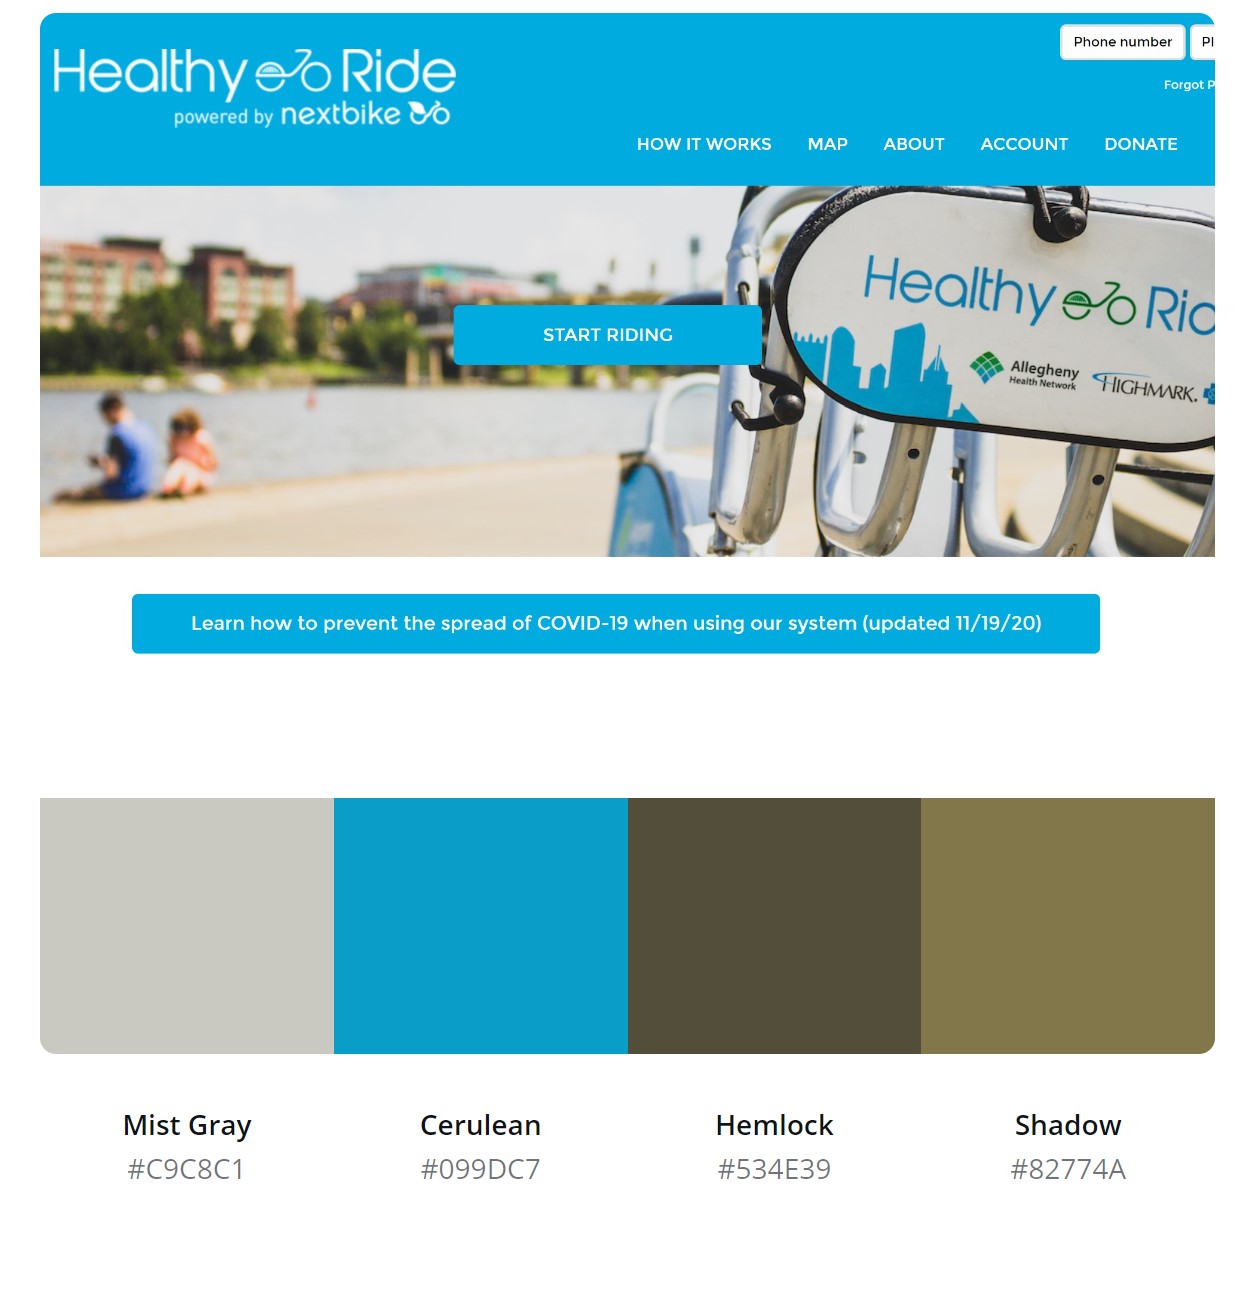 Phone number
Pl
Healthy Ride
Forgot P
powered by nextbike
HOW IT WORKS MAP ABOUT ACCOUNT DONATE
Healthy Rid
START RIDING
Allegheny
Health Network
HIGHMARK.
Learn how to prevent the spread of COVID-19 when using our system (updated 11/19/20)
Mist Gray Cerulean Hemlock Shadow
#C9C8C1 #099DC7 #534E39 #82774A